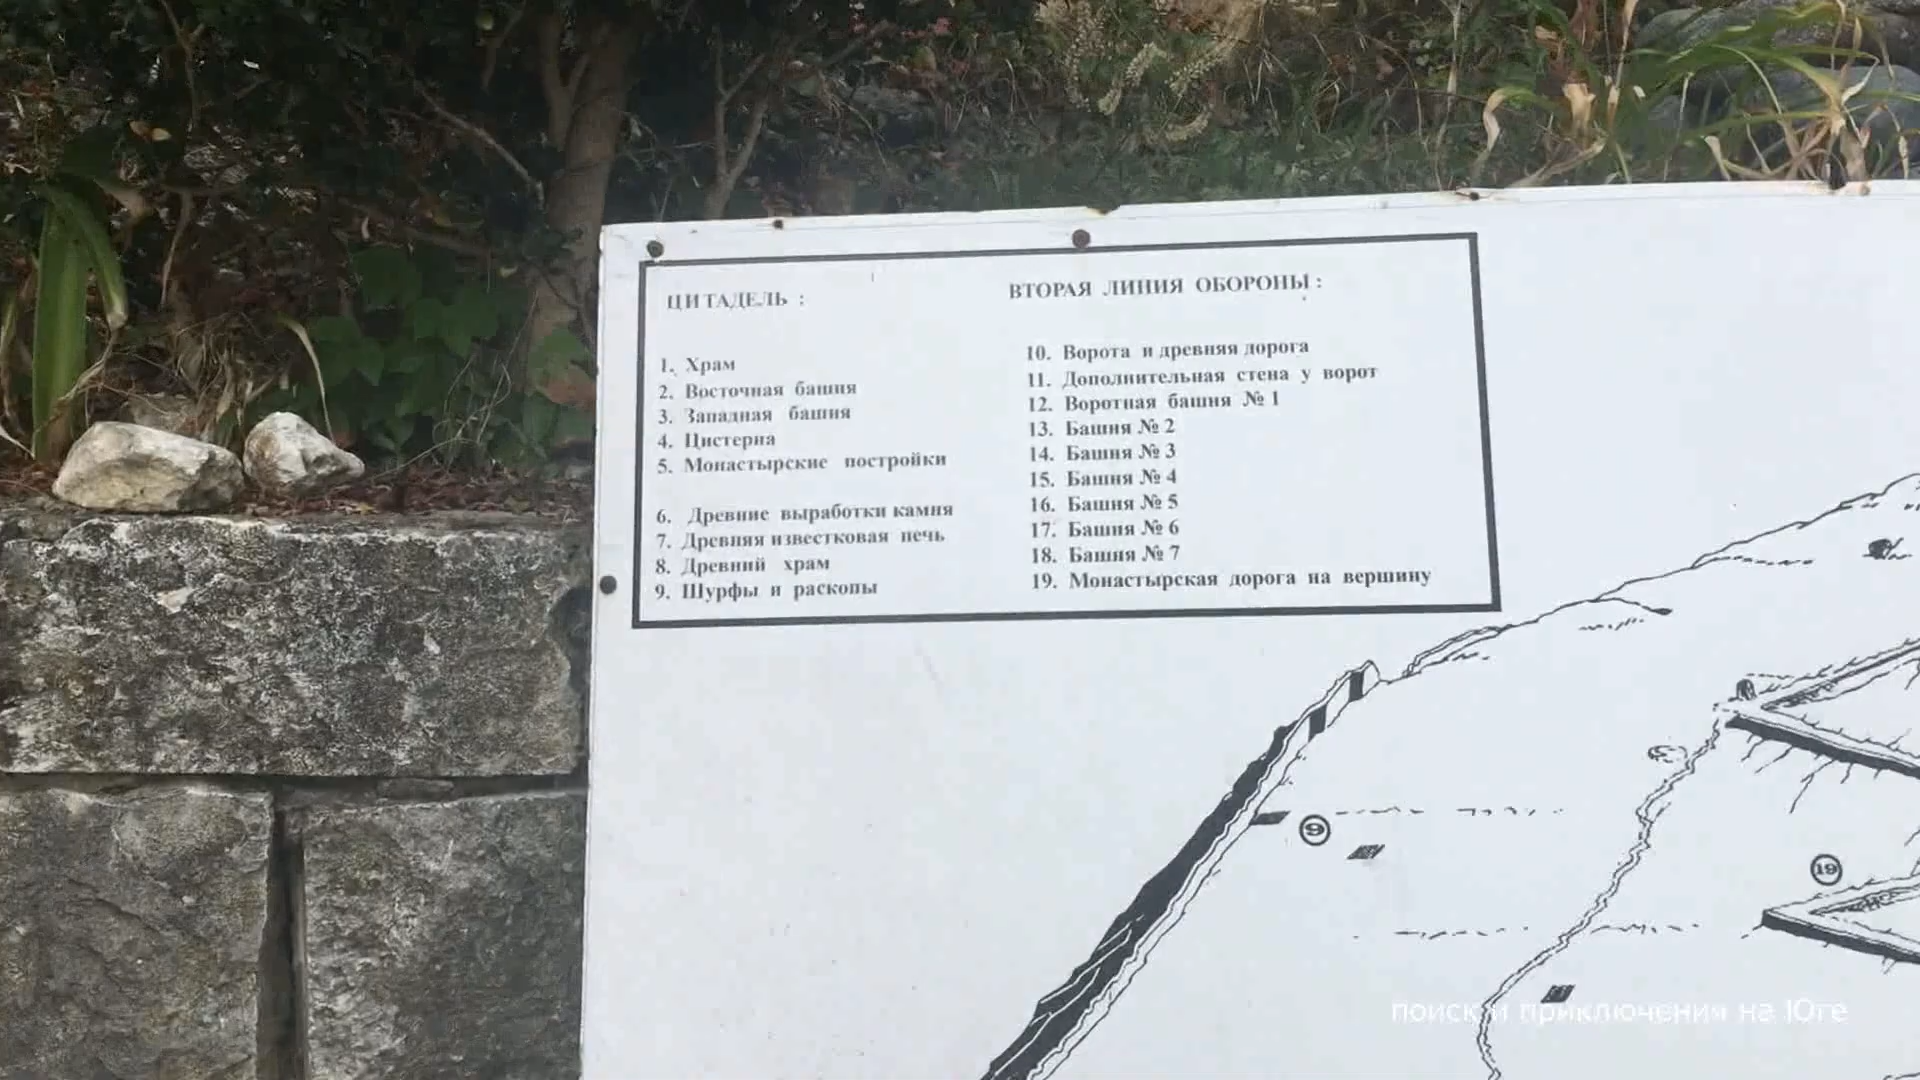 ЦИТАДЕЛЬ :
1. Храм
2. Восточная башня
3. Западная башня
4. Цистерна
5. Монастырские постройки
6. Древние выработки камня
7. Древняя известковая печь
8. Древний храм
9. Шурфы и раскопы
ВТОРАЯ ЛИНИЯ ОБОРОНЫ :
10. Ворота и древняя дорога
11. Дополнительная стена у ворот
12. Воротная башня № 1
13. Башня № 2
14. Башня № 3
15. Башня № 4
16. Башня № 5
17. Башня № 6
18. Башня № 7
19. Монастырская дорога на вершину
9
19
поиск и приключения на Юге